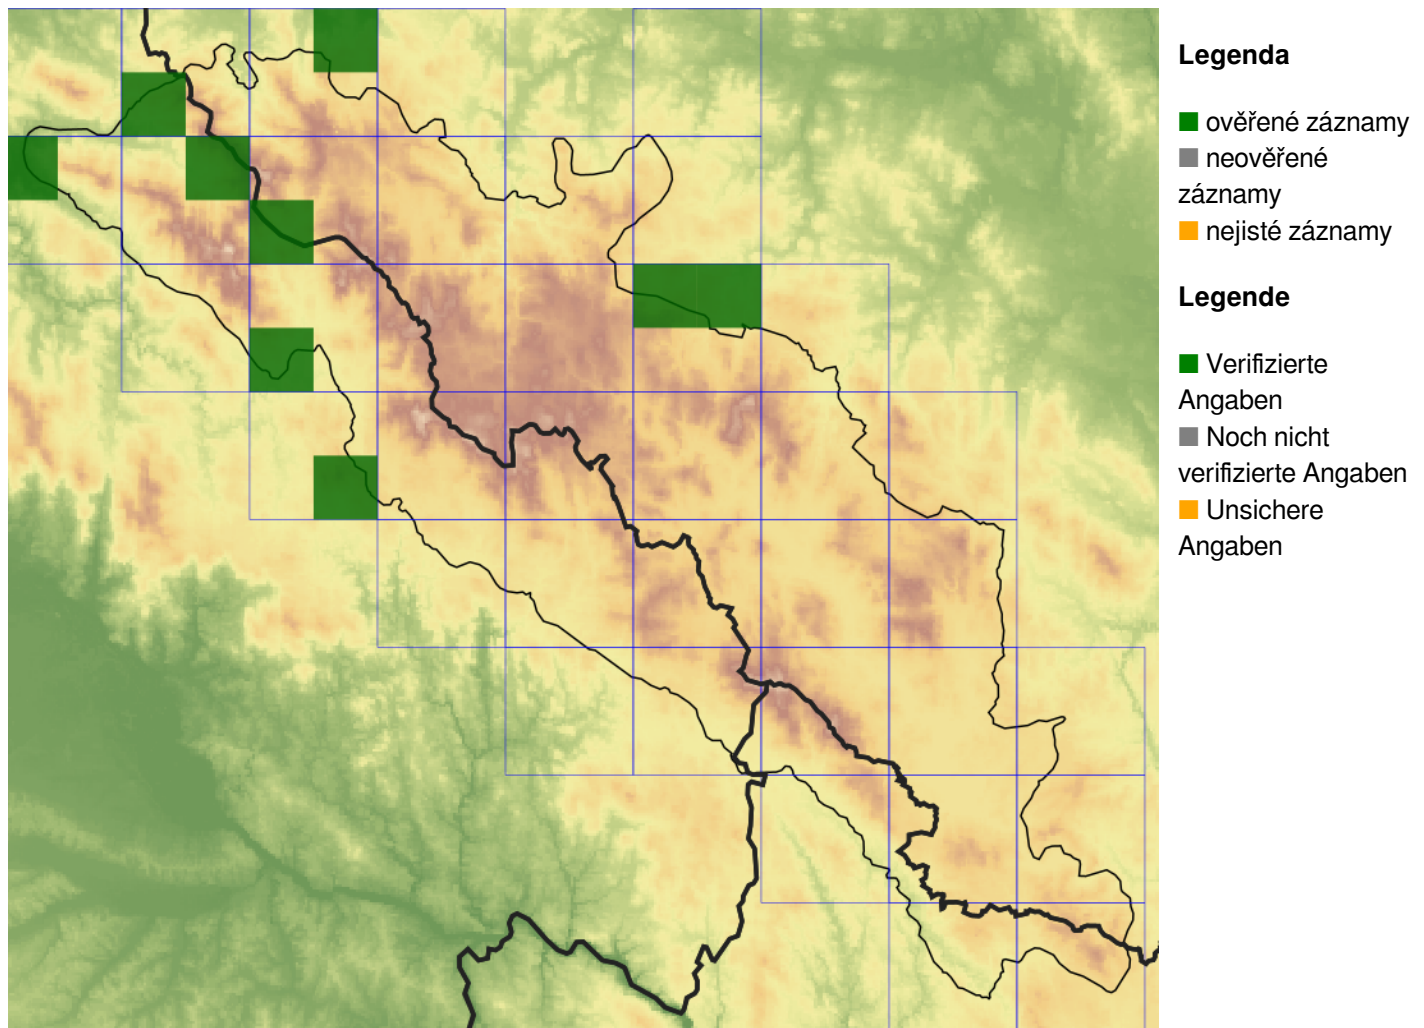 Legenda
ověřené záznamy
neověřené
záznamy
nejisté záznamy
Legende
Verifizierte
Angaben
Noch nicht
verifizierte Angaben
Unsichere
Angaben